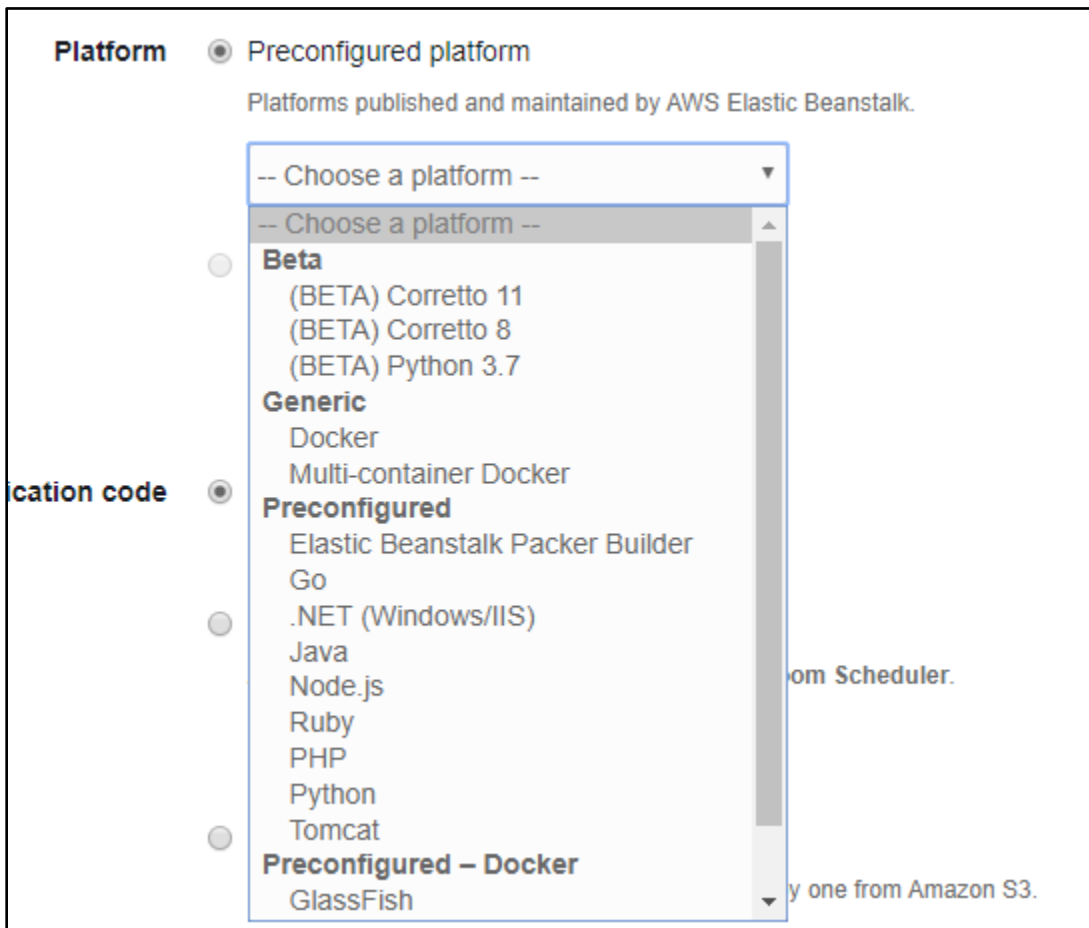 Platform Preconfigured platform
Platforms published and maintained by AWS Elastic Beanstalk.
-- Choose a platform --
-- Choose a platform --
Beta
(BETA) Corretto 11
(BETA) Corretto 8
(BETA) Python 3.7
Generic
Docker
Multi-container Docker
ication code
Preconfigured
Elastic Beanstalk Packer Builder
Go
.NET (Windows/IIS)
Java
om Scheduler.
Node.js
Ruby
PHP
Python
Tomcat
Preconfigured – Docker
GlassFish
y one from Amazon S3.